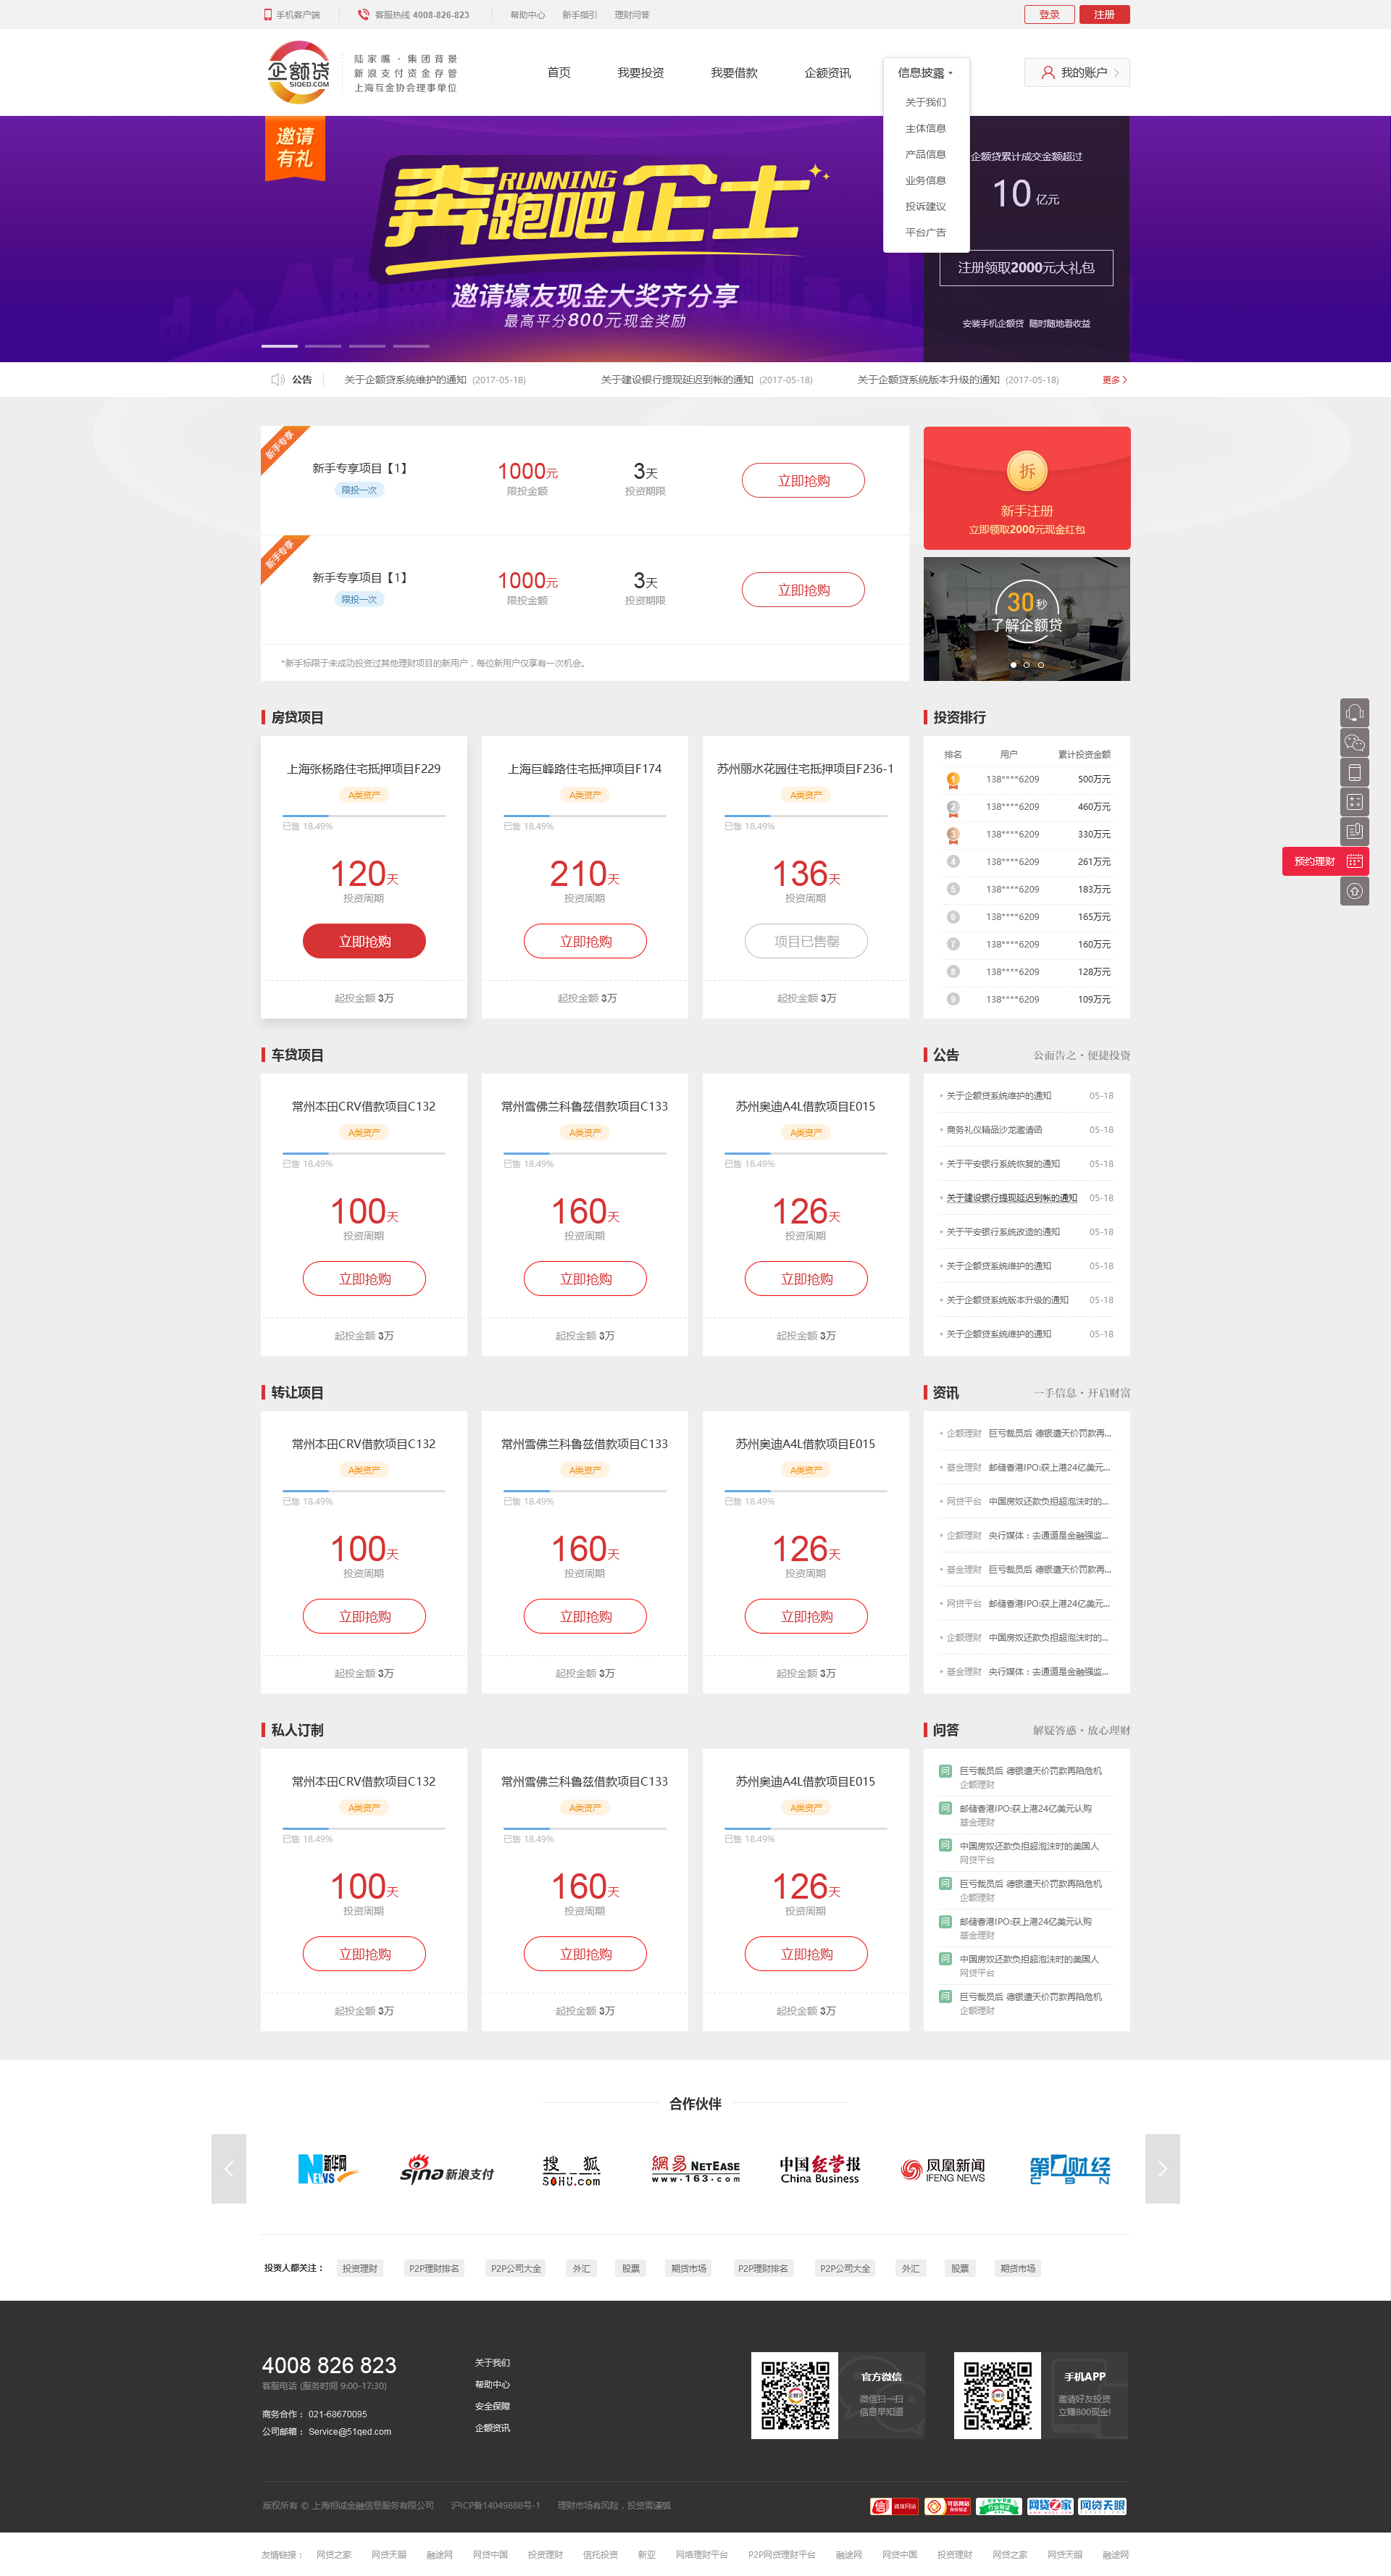 手机客户端 客服热线 4008-826-823 帮助中心 新手指引 理财问答 登录 注册
企额贷
SIQED.COM
陆家嘴·集团背景
新浪支付资金存管
上海互金协会理事单位
首页 我要投资 我要借款 企额资讯 信息披露 我的账户
关于我们
主体信息
产品信息
业务信息
投诉建议
平台广告
邀请
有礼
奔跑吧企士
RUNNING
邀请壕友现金大奖齐分享
最高平分800元现金奖励
企额贷累计成交金额超过
10 亿元
注册领取2000元大礼包
安装手机企额贷 随时随地看收益
公告 关于企额贷系统维护的通知 (2017-05-18) 关于建设银行提现延迟到帐的通知 (2017-05-18) 关于企额贷系统版本升级的通知 (2017-05-18) 更多
新手专享
新手专享项目【1】
限投一次
1000元
限投金额
3天
投资期限
立即抢购
新手专享
新手专享项目【1】
限投一次
1000元
限投金额
3天
投资期限
立即抢购
*新手标限于未成功投资过其他理财项目的新用户，每位新用户仅享有一次机会。
拆
新手注册
立即领取2000元现金红包
30秒
了解企额贷
房贷项目
上海张杨路住宅抵押项目F229
A类资产
已售 18.49%
120天
投资周期
立即抢购
起投金额 3万
上海巨峰路住宅抵押项目F174
A类资产
已售 18.49%
210天
投资周期
立即抢购
起投金额 3万
苏州丽水花园住宅抵押项目F236-1
A类资产
已售 18.49%
136天
投资周期
项目已售罄
起投金额 3万
投资排行
排名 用户 累计投资金额
1 138****6209 500万元
2 138****6209 460万元
3 138****6209 330万元
4 138****6209 261万元
5 138****6209 183万元
6 138****6209 165万元
7 138****6209 160万元
8 138****6209 128万元
9 138****6209 109万元
预约理财
车贷项目
常州本田CRV借款项目C132
A类资产
已售 18.49%
100天
投资周期
立即抢购
起投金额 3万
常州雪佛兰科鲁兹借款项目C133
A类资产
已售 18.49%
160天
投资周期
立即抢购
起投金额 3万
苏州奥迪A4L借款项目E015
A类资产
已售 18.49%
126天
投资周期
立即抢购
起投金额 3万
公告 公而告之·便捷投资
关于企额贷系统维护的通知 05-18
商务礼仪精品沙龙邀请函 05-18
关于平安银行系统恢复的通知 05-18
关于建设银行提现延迟到帐的通知 05-18
关于平安银行系统改造的通知 05-18
关于企额贷系统维护的通知 05-18
关于企额贷系统版本升级的通知 05-18
关于企额贷系统维护的通知 05-18
转让项目
常州本田CRV借款项目C132
A类资产
已售 18.49%
100天
投资周期
立即抢购
起投金额 3万
常州雪佛兰科鲁兹借款项目C133
A类资产
已售 18.49%
160天
投资周期
立即抢购
起投金额 3万
苏州奥迪A4L借款项目E015
A类资产
已售 18.49%
126天
投资周期
立即抢购
起投金额 3万
资讯 一手信息·开启财富
企额理财 巨亏裁员后 德银遭天价罚款再...
基金理财 邮储香港IPO:获上港24亿美元...
网贷平台 中国房奴还款负担超泡沫时的...
企额理财 央行媒体：去通道是金融强监...
基金理财 巨亏裁员后 德银遭天价罚款再...
网贷平台 邮储香港IPO:获上港24亿美元...
企额理财 中国房奴还款负担超泡沫时的...
基金理财 央行媒体：去通道是金融强监...
私人订制
常州本田CRV借款项目C132
A类资产
已售 18.49%
100天
投资周期
立即抢购
起投金额 3万
常州雪佛兰科鲁兹借款项目C133
A类资产
已售 18.49%
160天
投资周期
立即抢购
起投金额 3万
苏州奥迪A4L借款项目E015
A类资产
已售 18.49%
126天
投资周期
立即抢购
起投金额 3万
问答 解疑答惑·放心理财
问 巨亏裁员后 德银遭天价罚款再陷危机
企额理财
问 邮储香港IPO:获上港24亿美元认购
基金理财
问 中国房奴还款负担超泡沫时的美国人
网贷平台
问 巨亏裁员后 德银遭天价罚款再陷危机
企额理财
问 邮储香港IPO:获上港24亿美元认购
基金理财
问 中国房奴还款负担超泡沫时的美国人
网贷平台
问 巨亏裁员后 德银遭天价罚款再陷危机
企额理财
合作伙伴
新华网
NEWS
sina新浪支付
搜狐
SOHU.com
網易 NETEASE
www.163.com
中国经营报
China Business
凤凰新闻
IFENG NEWS
第一财经
CBN
投资人都关注： 投资理财 P2P理财排名 P2P公司大全 外汇 股票 期货市场 P2P理财排名 P2P公司大全 外汇 股票 期货市场
4008 826 823
客服电话 (服务时间 9:00-17:30)
商务合作： 021-68670095
公司邮箱： Service@51qed.com
关于我们
帮助中心
安全保障
企额资讯
官方微信
微信扫一扫
信息早知道
手机APP
邀请好友投资
立赚800现金!
版权所有 © 上海相诚金融信息服务有限公司 沪ICP备14049888号-1 理财市场有风险，投资需谨慎
诚信网站
可信网站
身份验证
行业验证
网贷之家
网贷天眼
友情链接： 网贷之家 网贷天眼 融途网 网贷中国 投资理财 信托投资 新亚 网络理财平台 P2P网贷理财平台 融途网 网贷中国 投资理财 网贷之家 网贷天眼 融途网